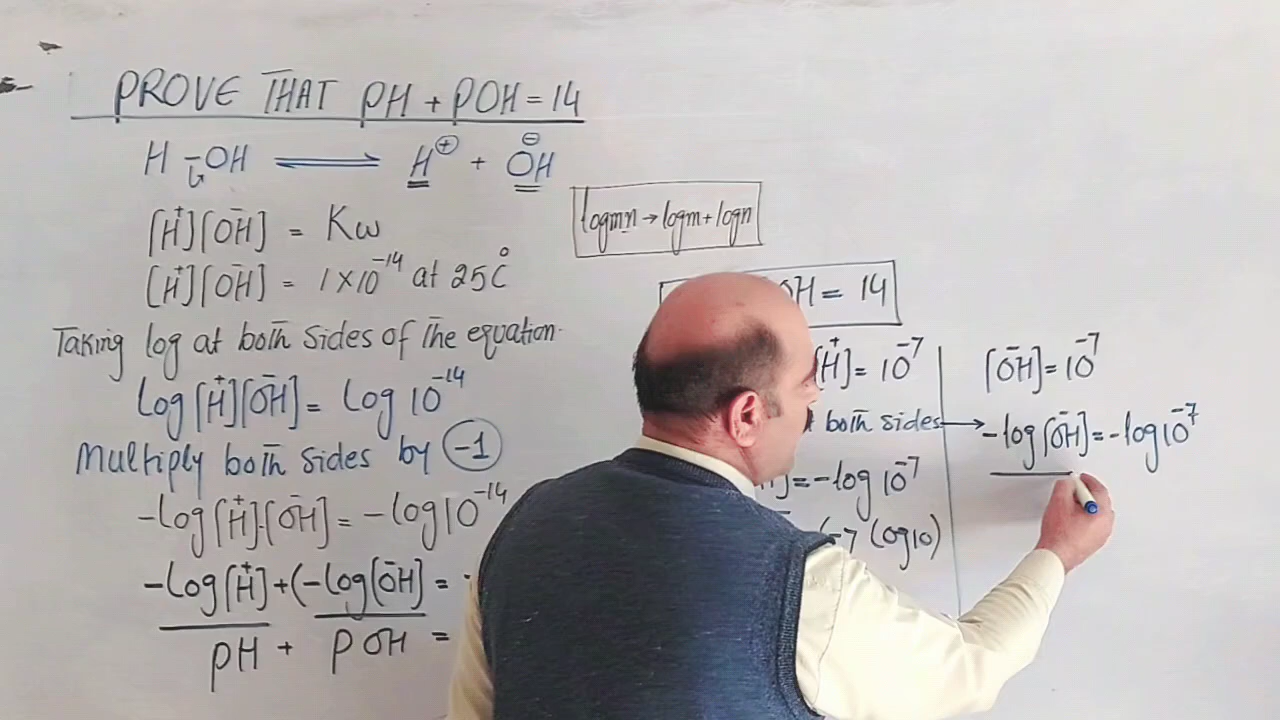 PROVE THAT PH + POH = 14
H - OH ⇌ H⊕ + OH⊖
[H⁺][OH⁻] = Kw
[H⁺][OH⁻] = 1×10⁻¹⁴ at 25°C
Taking log at both sides of the equation.
Log[H⁺][OH⁻] = Log 10⁻¹⁴
Multiply both sides by -1
-Log[H⁺].[OH⁻] = -Log10⁻¹⁴
-Log[H⁺]+(-Log(OH⁻] =
PH + POH =
logmn → logm + logn
OH = 14
[H⁺] = 10⁻⁷
both sides →
= -log 10⁻⁷
(-7 (log10)
[OH⁻] = 10⁻⁷
-log[OH⁻] = -log10⁻⁷